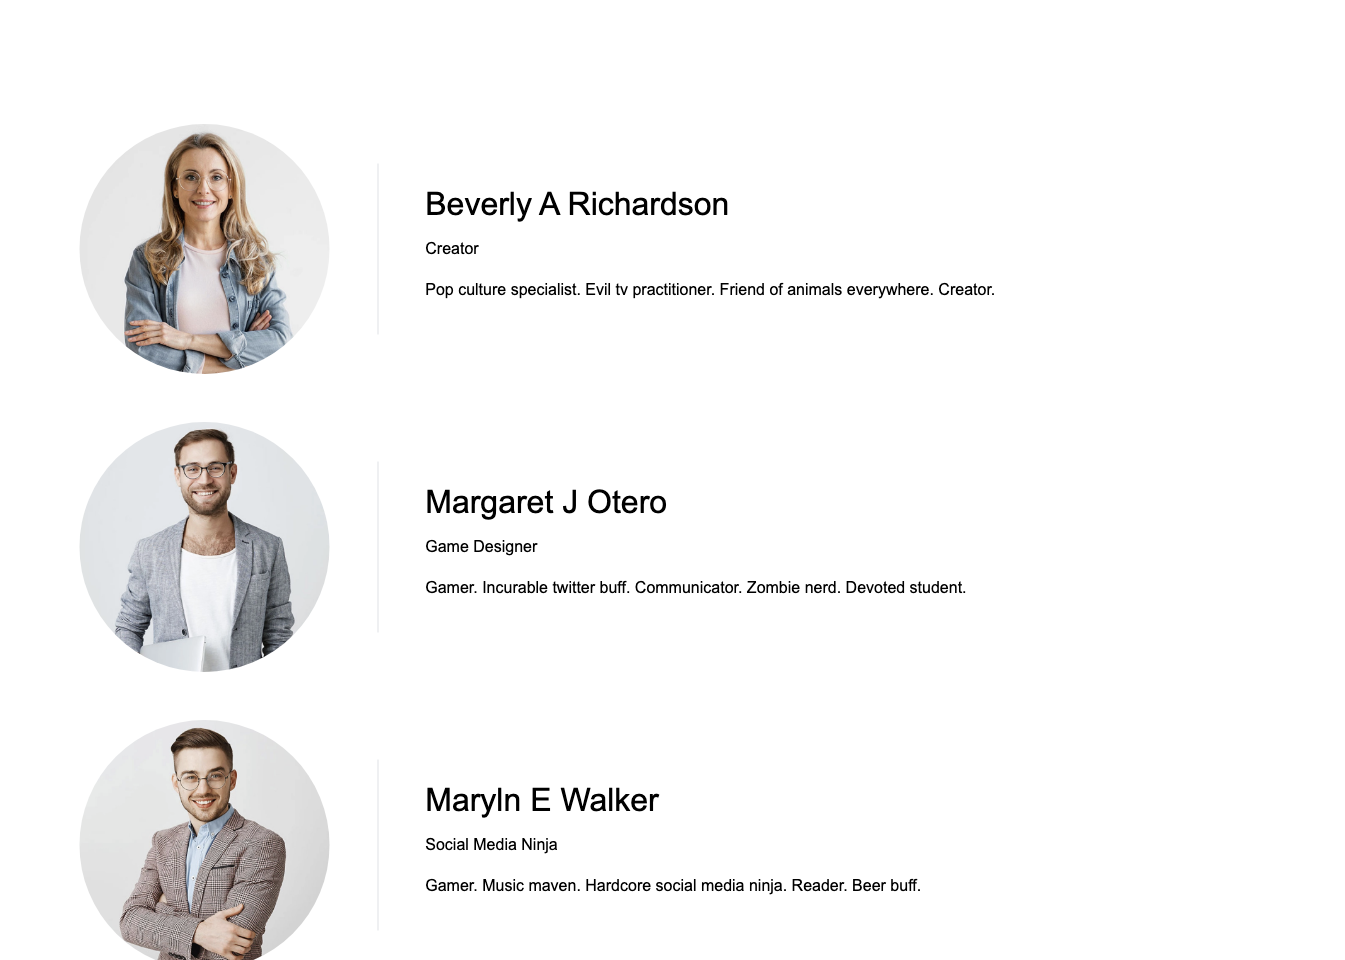 Beverly A Richardson
Creator
Pop culture specialist. Evil tv practitioner. Friend of animals everywhere. Creator.
Margaret J Otero
Game Designer
Gamer. Incurable twitter buff. Communicator. Zombie nerd. Devoted student.
Maryln E Walker
Social Media Ninja
Gamer. Music maven. Hardcore social media ninja. Reader. Beer buff.